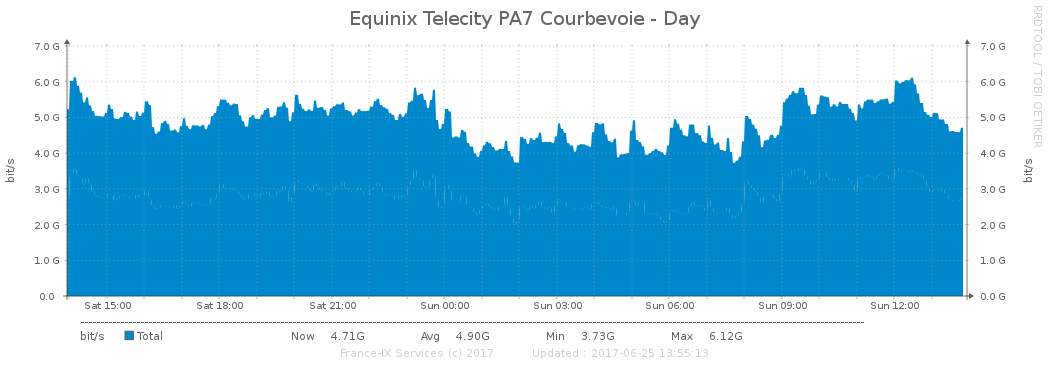 Equinix Telecity PA7 Courbevoie - Day
RRDTOOL / TOBI OETIKER
7.0 G 7.0 G
6.0 G 6.0 G
5.0 G 5.0 G
4.0 G 4.0 G
3.0 G 3.0 G
2.0 G 2.0 G
1.0 G 1.0 G
0.0 0.0 G
bit/s
bit/s
Sat 15:00 Sat 18:00 Sat 21:00 Sun 00:00 Sun 03:00 Sun 06:00 Sun 09:00 Sun 12:00
bit/s Total Now 4.71G Avg 4.90G Min 3.73G Max 6.12G
France-IX Services (c) 2017 Updated : 2017-06-25 13:55:13